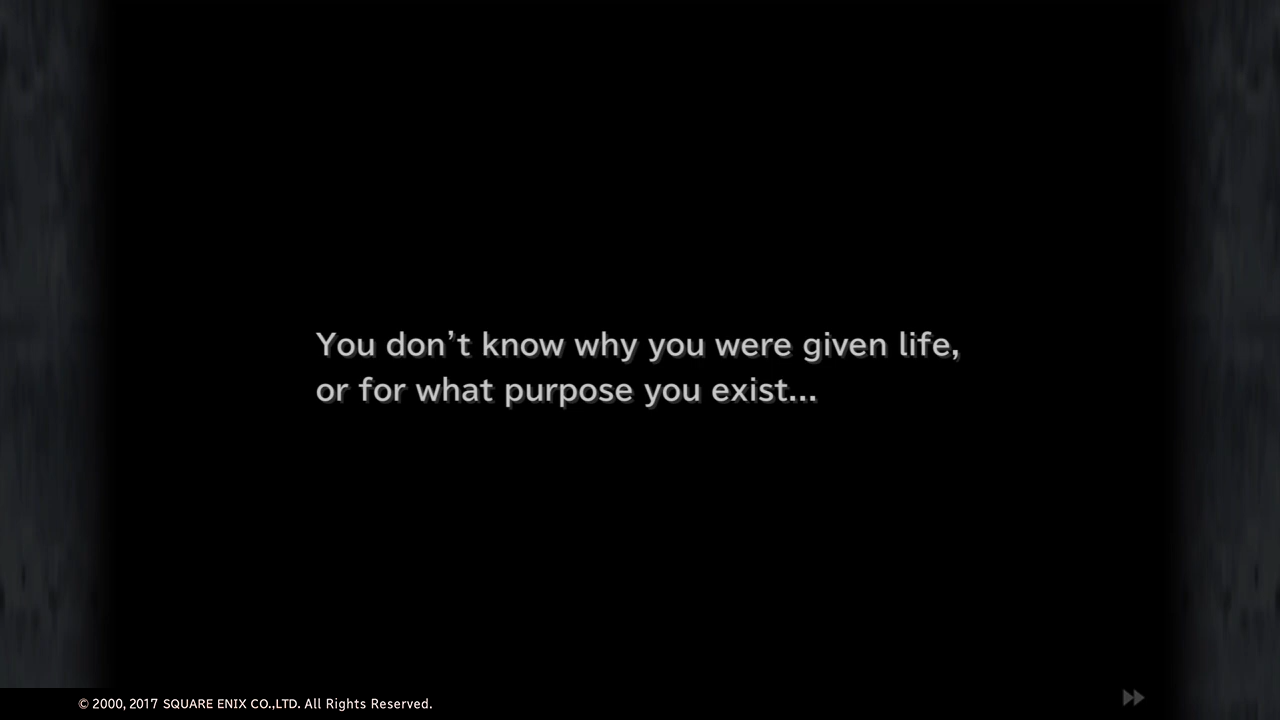 You don’t know why you were given life,
or for what purpose you exist...
© 2000, 2017 SQUARE ENIX CO.,LTD. All Rights Reserved.